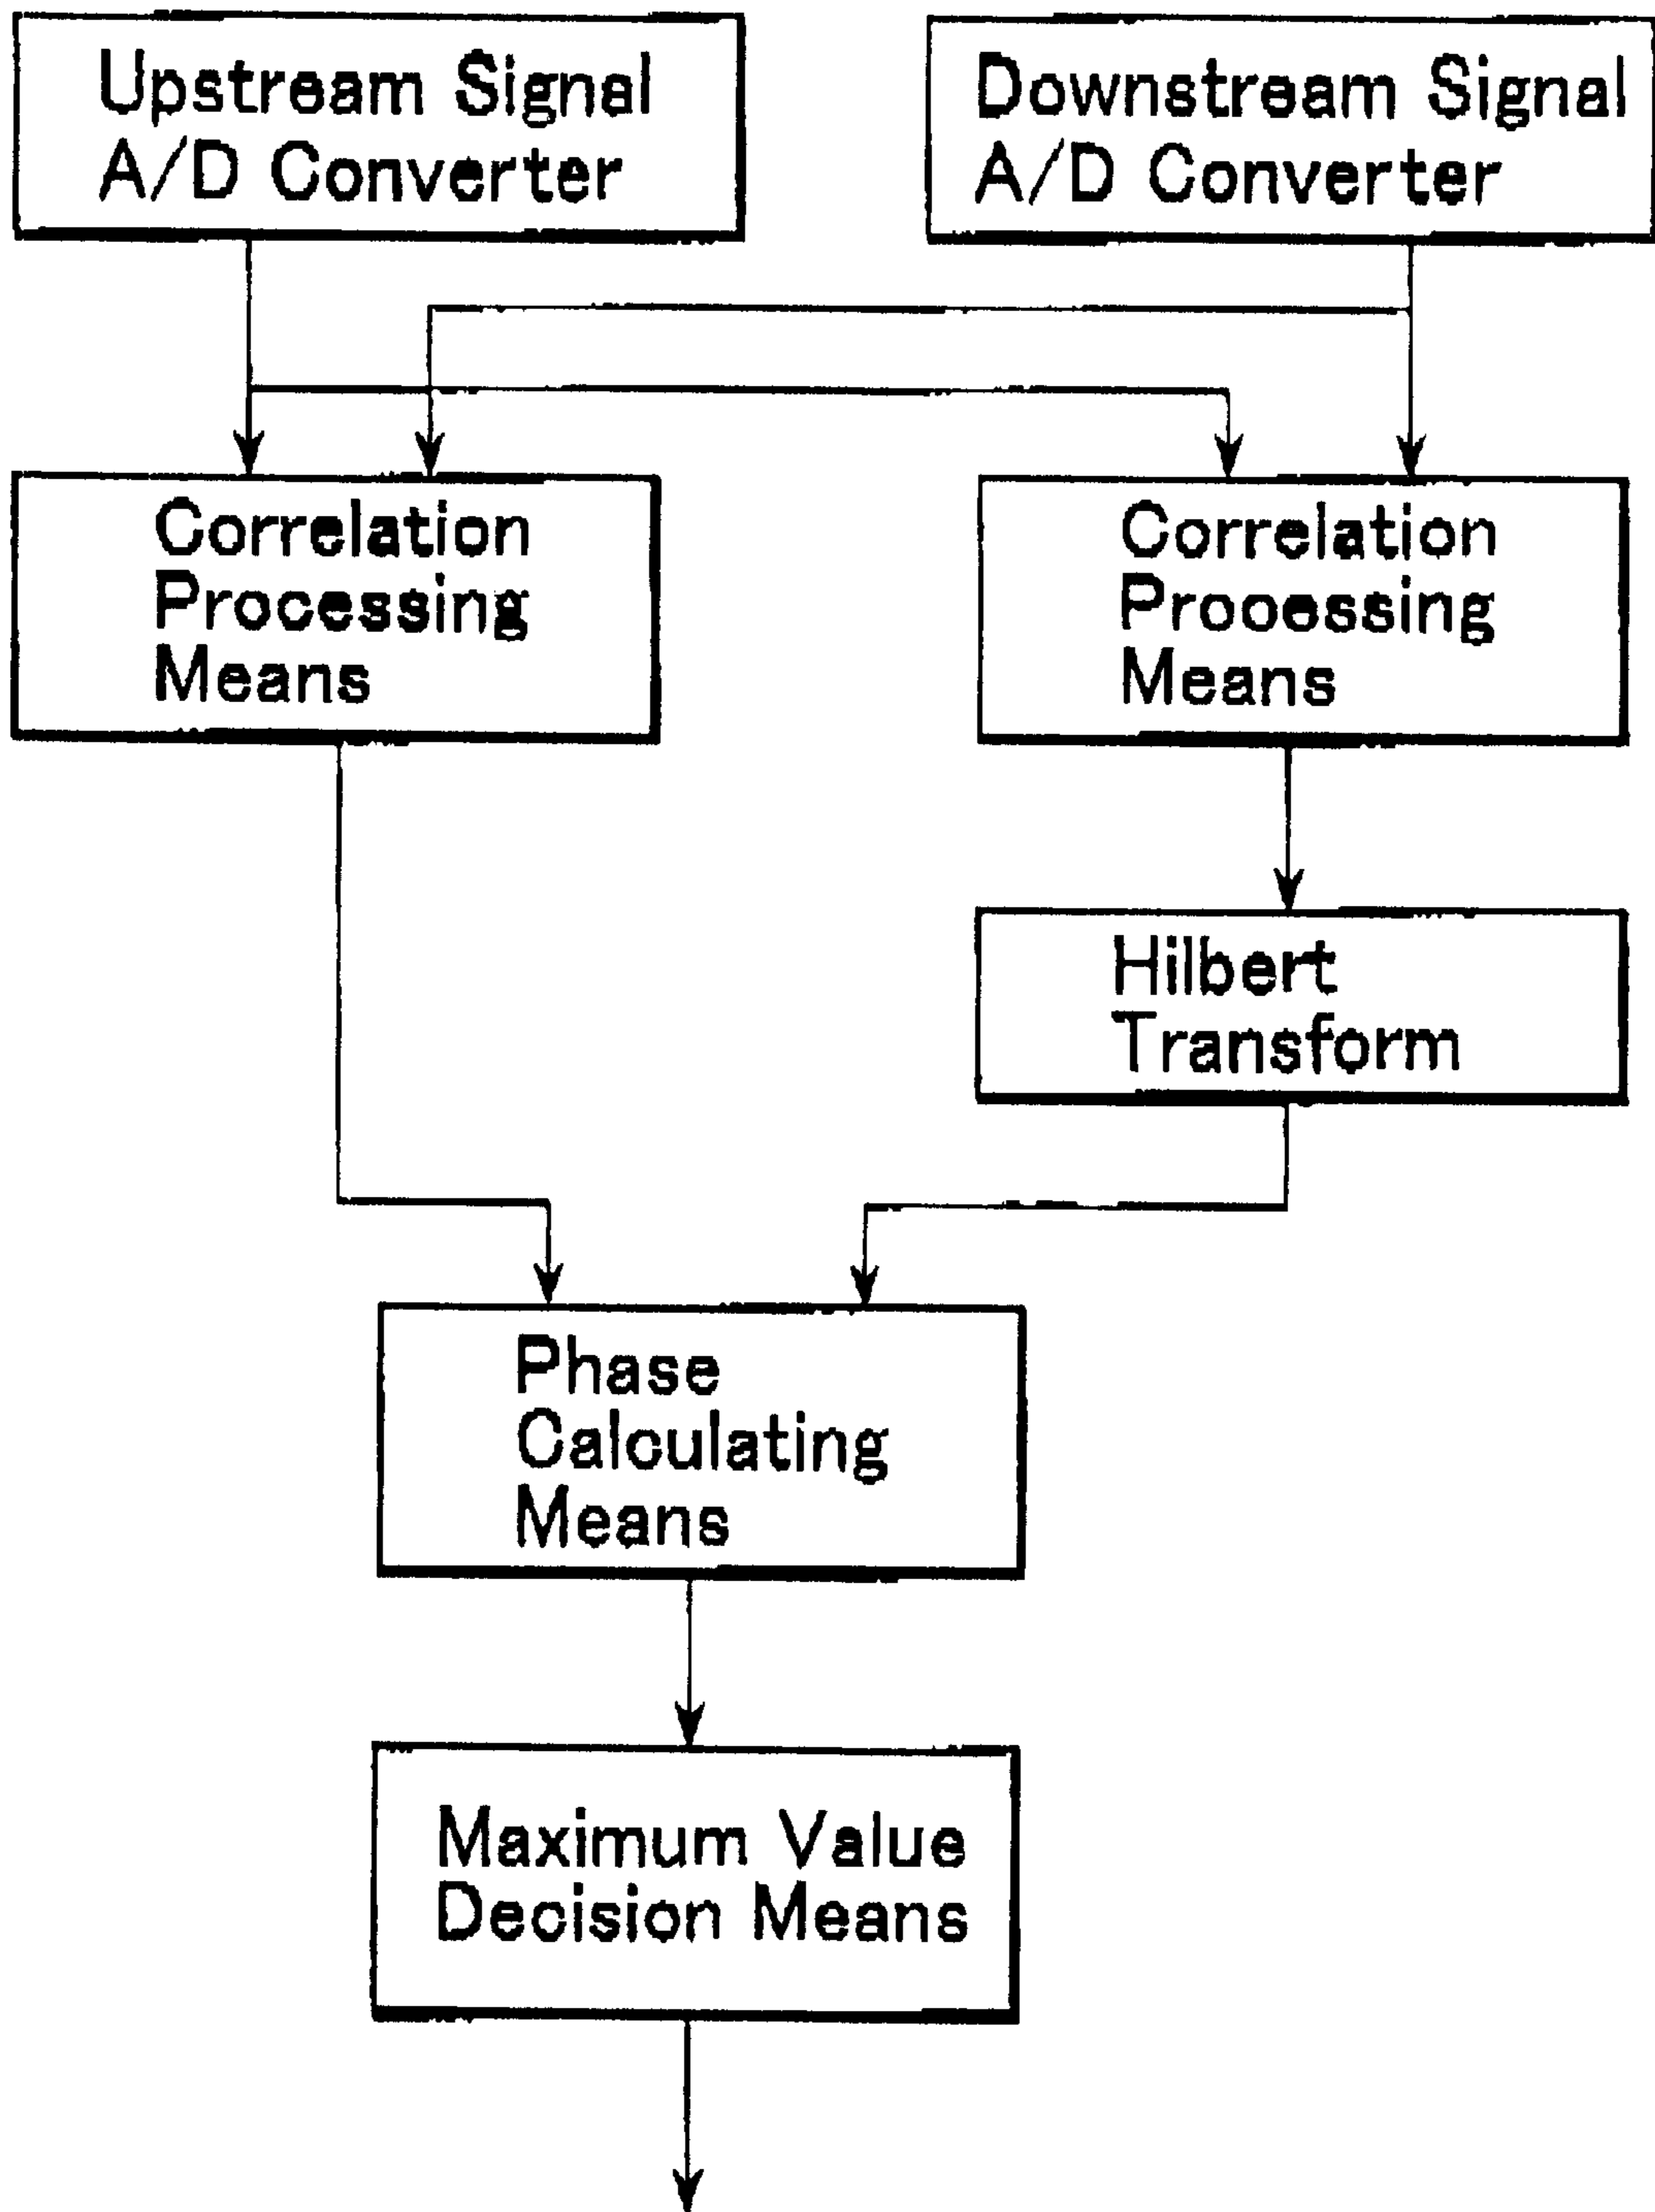 Upstream Signal
A/D Converter
Downstream Signal
A/D Converter
Correlation
Processing
Means
Correlation
Processing
Means
Hilbert
Transform
Phase
Calculating
Means
Maximum Value
Decision Means